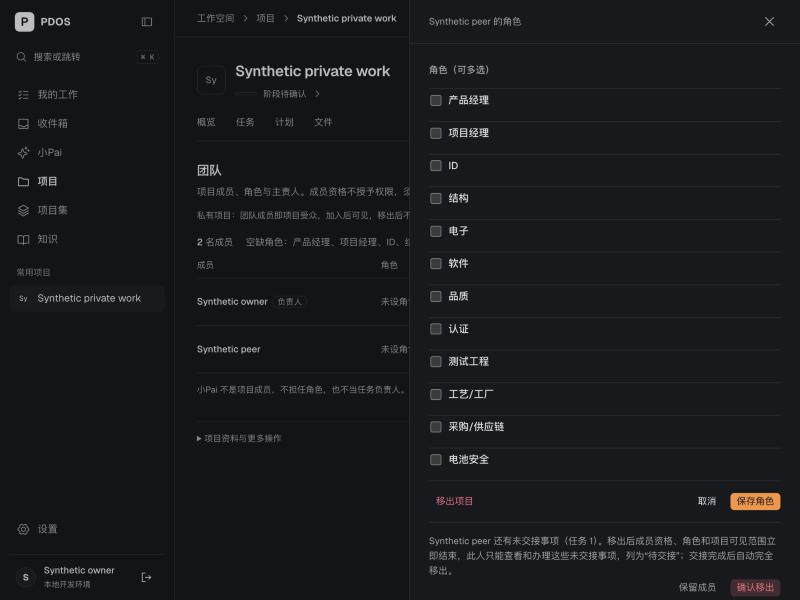 P PDOS
搜索或跳转 ⌘ K
我的工作
收件箱
小Pai
项目
项目集
知识
常用项目
Sy Synthetic private work
设置
S Synthetic owner
本地开发环境
工作空间 > 项目 > Synthetic private work
Sy Synthetic private work
阶段待确认 >
概览 任务 计划 文件
团队
项目成员、角色与主责人。成员资格不授予权限，
私有项目：团队成员即项目受众，加入后可见，移出后不
2 名成员 空缺角色：产品经理、项目经理、ID、
成员 角色
Synthetic owner 负责人 未设角
Synthetic peer 未设角
小Pai 不是项目成员，不担任角色，也不当任务负责人。
项目资料与更多操作
Synthetic peer 的角色
角色（可多选）
产品经理
项目经理
ID
结构
电子
软件
品质
认证
测试工程
工艺/工厂
采购/供应链
电池安全
移出项目 取消 保存角色
Synthetic peer 还有未交接事项（任务 1）。移出后成员资格、角色和项目可见范围立
即结束，此人只能查看和办理这些未交接事项，列为“待交接”；交接完成后自动完全
移出。
保留成员 确认移出